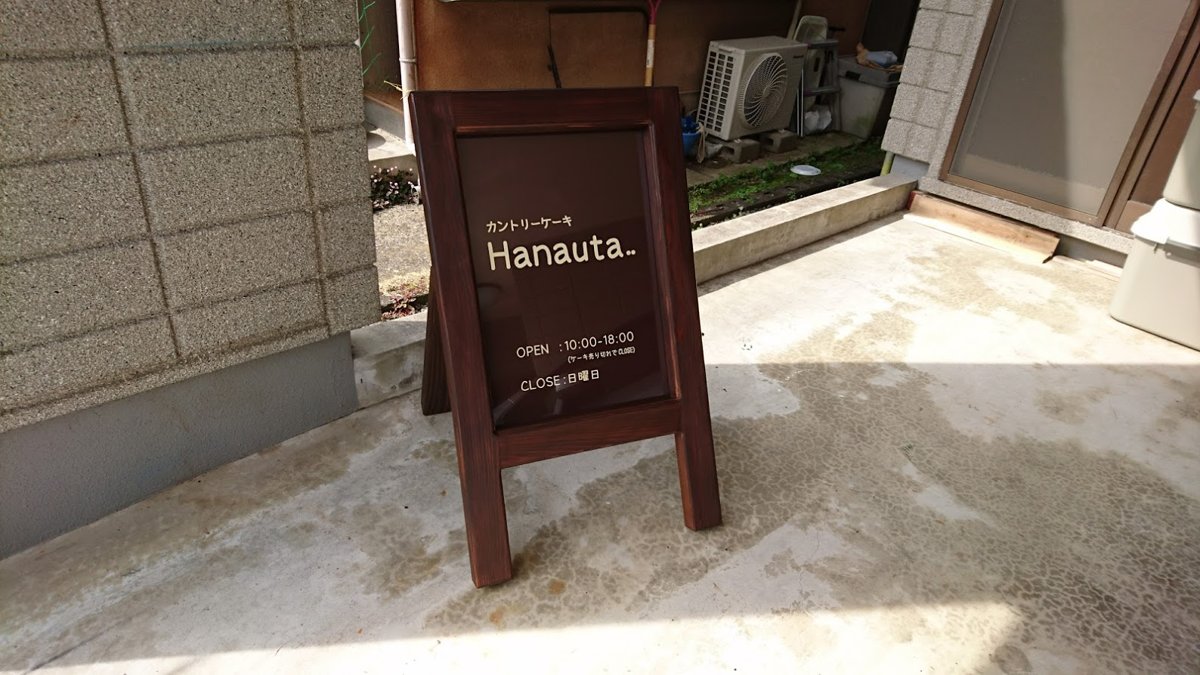 カントリーケーキ
Hanauta..
OPEN : 10:00-18:00
(ケーキ売り切れでCLOSE)
CLOSE : 日曜日